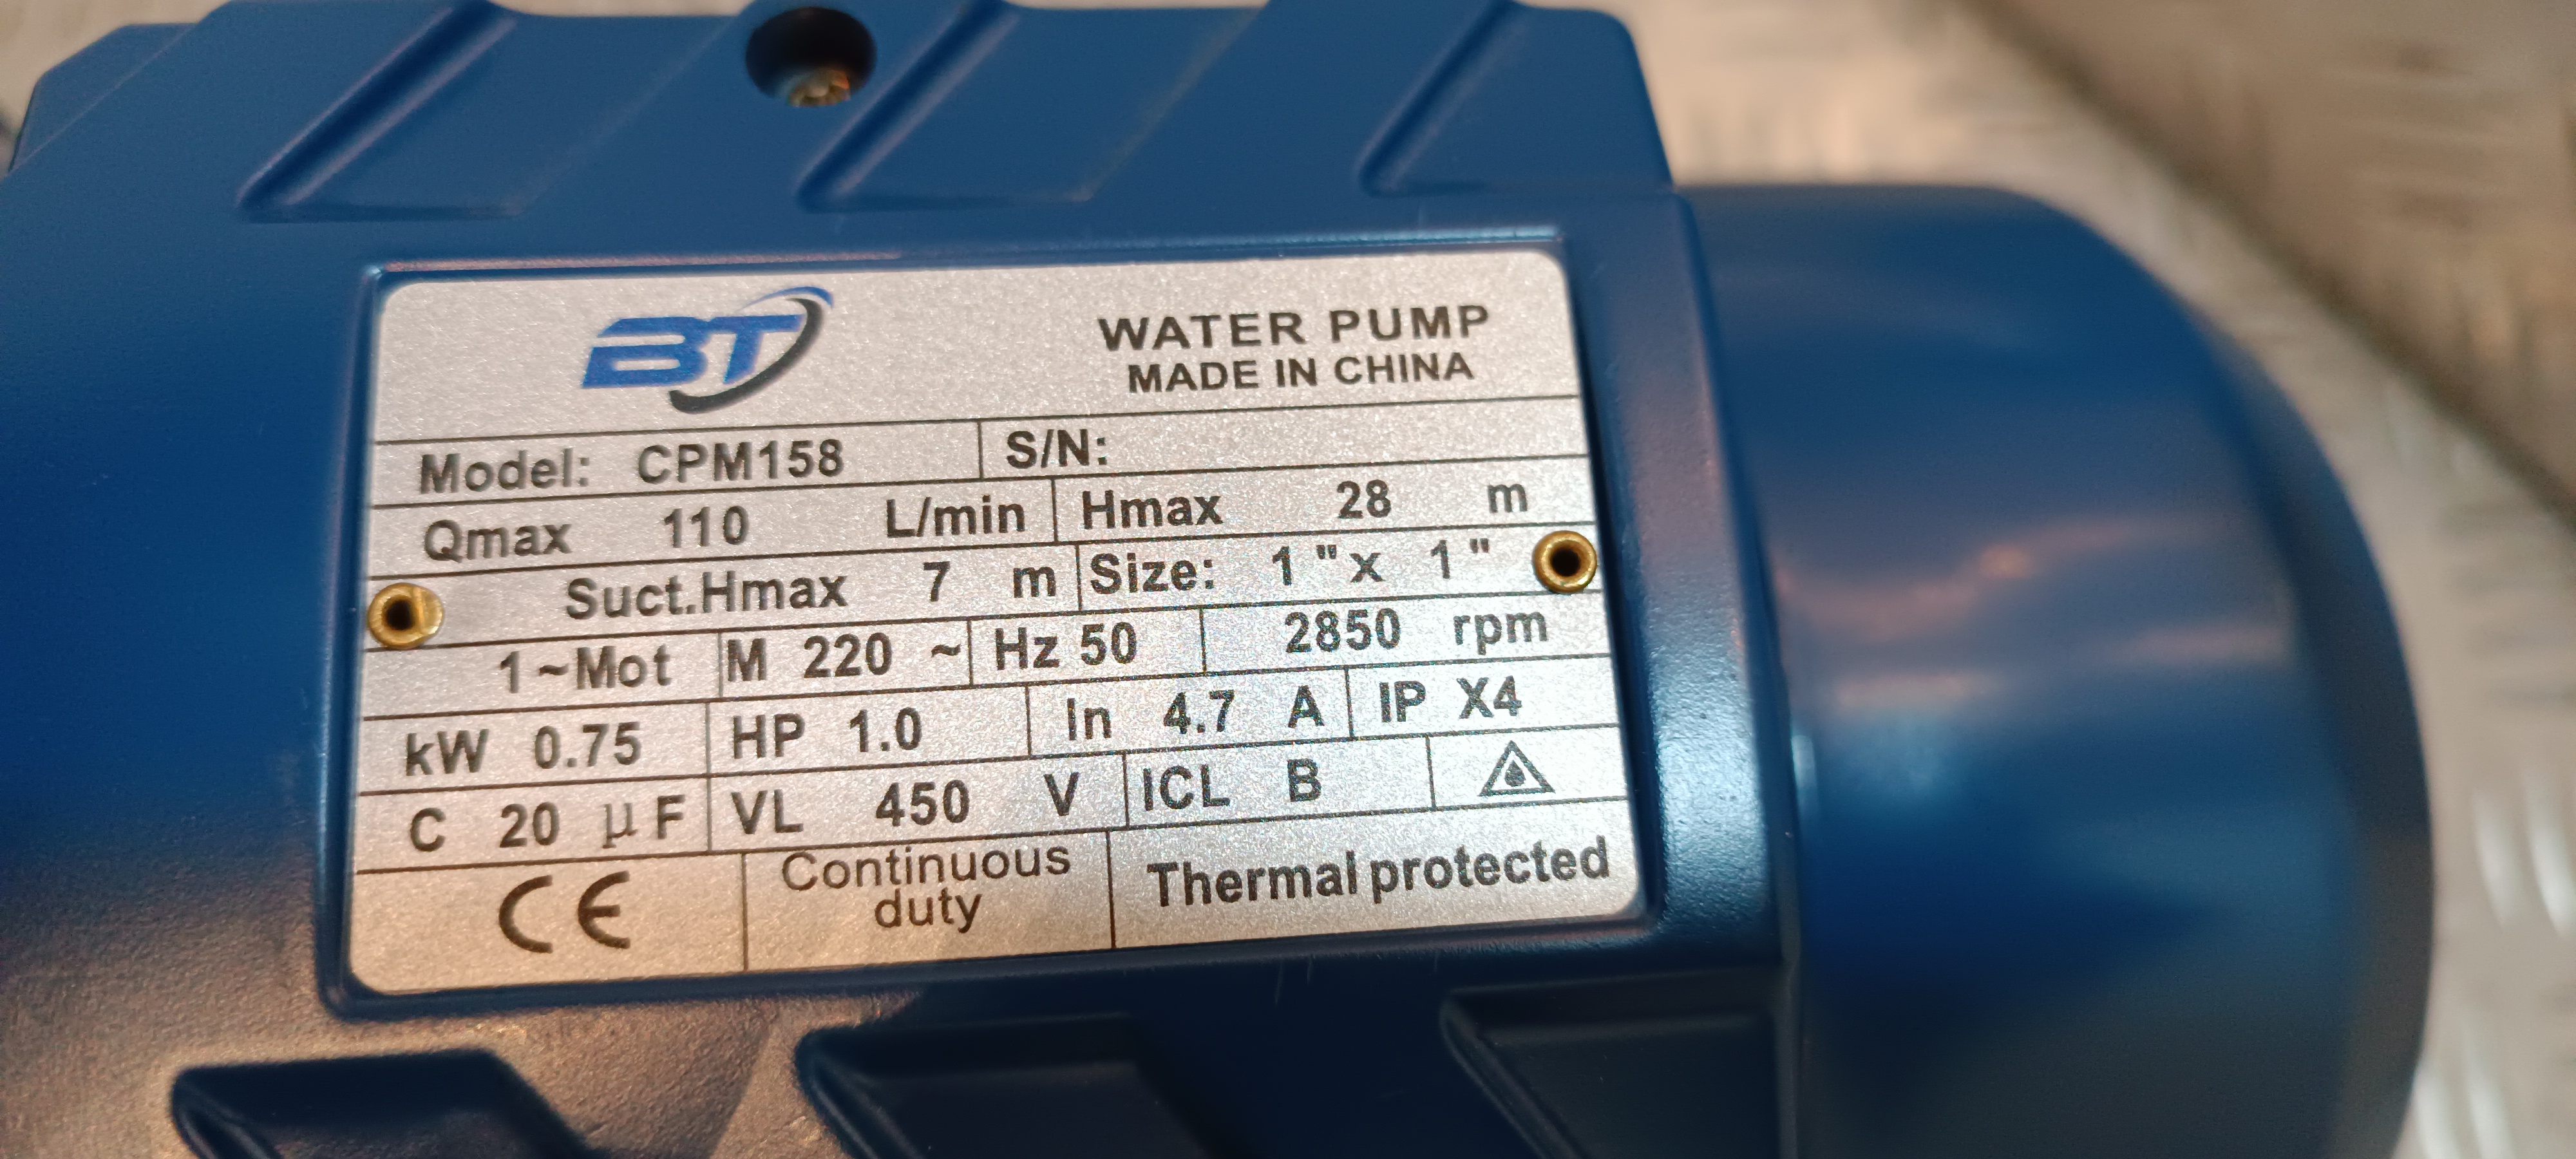 BT
WATER PUMP
MADE IN CHINA
Model: CPM158 S/N:
Qmax 110 L/min Hmax 28 m
Suct.Hmax 7 m Size: 1"x 1"
1~Mot M 220 ~ Hz 50 2850 rpm
kW 0.75 HP 1.0 In 4.7 A IP X4
C 20 µF VL 450 V ICL B
CE Continuous duty Thermal protected